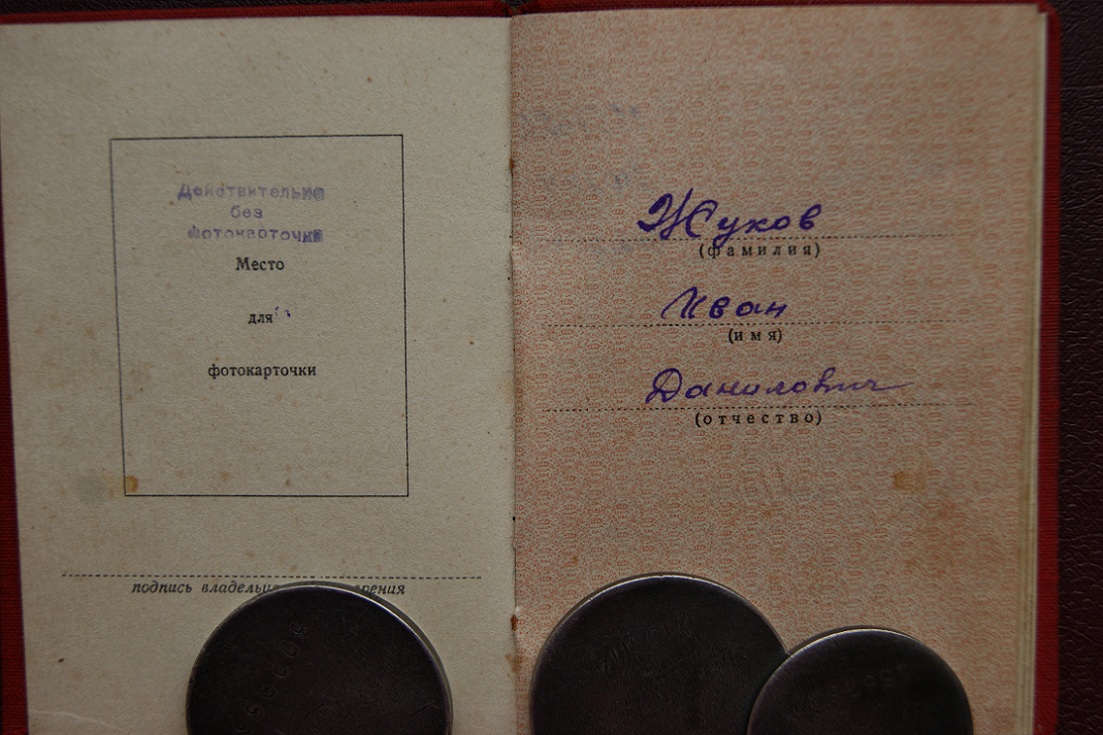 Действительно
без
фотокарточки
Место
для
фотокарточки
подпись
Жуков
(фамилия)
Иван
(имя)
Данилович
(отчество)